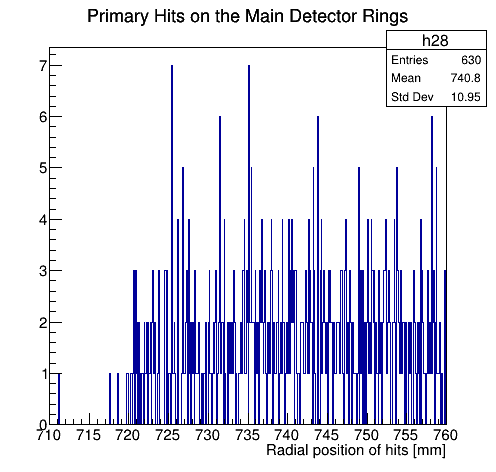 Primary Hits on the Main Detector Rings
h28
Entries 630
Mean 740.8
Std Dev 10.95
7
6
5
4
3
2
1
0
710 715 720 725 730 735 740 745 750 755 760
Radial position of hits [mm]